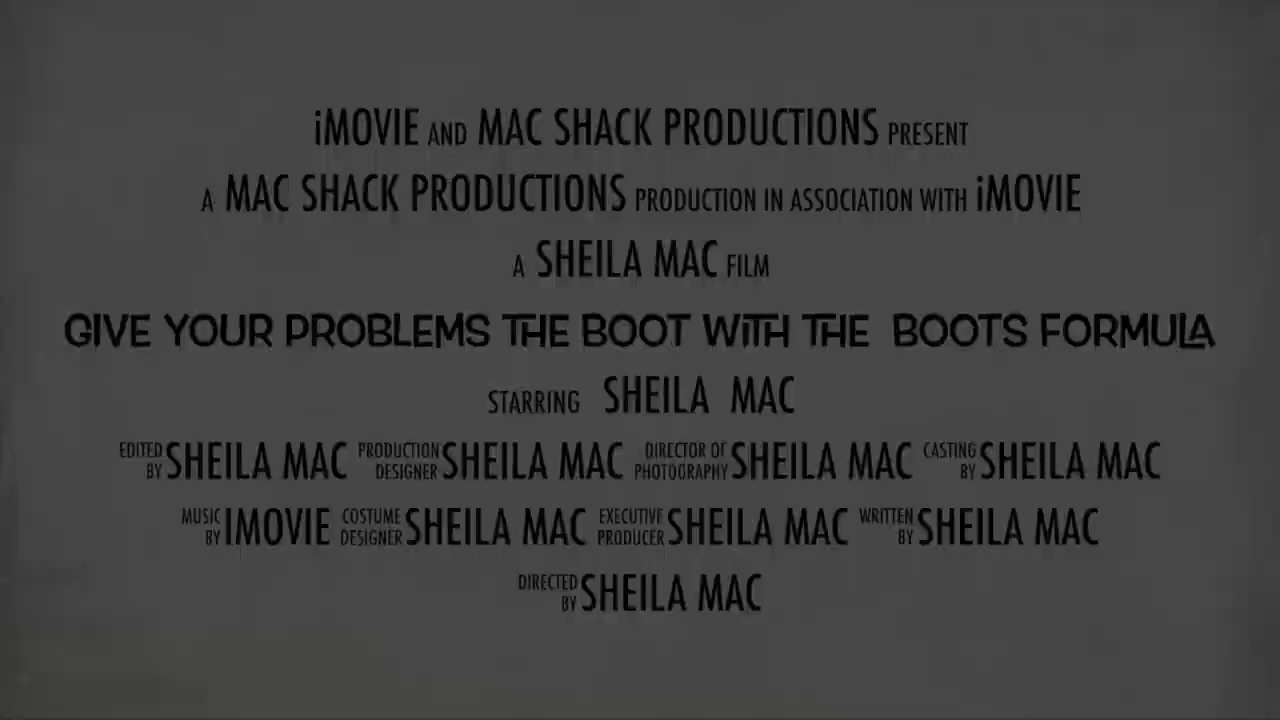 iMOVIE AND MAC SHACK PRODUCTIONS PRESENT
A MAC SHACK PRODUCTIONS PRODUCTION IN ASSOCIATION WITH iMOVIE
A SHEILA MAC FILM
GIVE YOUR PROBLEMS THE BOOT WITH THE BOOTS FORMULA
STARRING SHEILA MAC
EDITED BY SHEILA MAC PRODUCTION DESIGNER SHEILA MAC DIRECTOR OF PHOTOGRAPHY SHEILA MAC CASTING BY SHEILA MAC
MUSIC BY IMOVIE COSTUME DESIGNER SHEILA MAC EXECUTIVE PRODUCER SHEILA MAC WRITTEN BY SHEILA MAC
DIRECTED BY SHEILA MAC